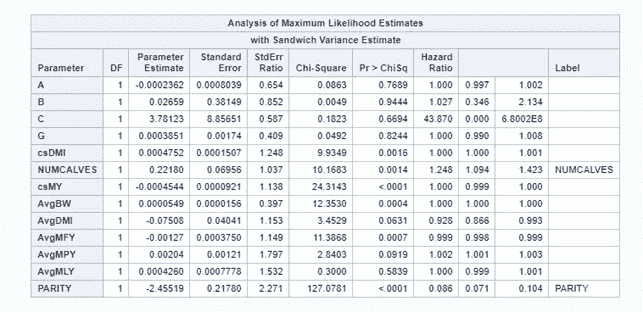 Analysis of Maximum Likelihood Estimates
with Sandwich Variance Estimate
Parameter DF Parameter Estimate Standard Error StdErr Ratio Chi-Square Pr > ChiSq Hazard Ratio Label
A 1 -0.0002362 0.0008039 0.654 0.0863 0.7689 1.000 0.997 1.002
B 1 0.02659 0.38149 0.852 0.0049 0.9444 1.027 0.346 2.134
C 1 3.78123 8.85651 0.587 0.1823 0.6694 43.870 0.000 6.8002E8
G 1 0.0003851 0.00174 0.409 0.0492 0.8244 1.000 0.990 1.008
csDMI 1 0.0004752 0.0001507 1.248 9.9349 0.0016 1.000 1.000 1.001
NUMCALVES 1 0.22180 0.06956 1.037 10.1683 0.0014 1.248 1.094 1.423 NUMCALVES
csMY 1 -0.0004544 0.0000921 1.138 24.3143 <.0001 1.000 0.999 1.000
AvgBW 1 0.0000549 0.0000156 0.397 12.3530 0.0004 1.000 1.000 1.000
AvgDMI 1 -0.07508 0.04041 1.153 3.4529 0.0631 0.928 0.866 0.993
AvgMFY 1 -0.00127 0.0003750 1.149 11.3868 0.0007 0.999 0.998 0.999
AvgMPY 1 0.00204 0.00121 1.797 2.8403 0.0919 1.002 1.001 1.003
AvgMLY 1 0.0004260 0.0007778 1.532 0.3000 0.5839 1.000 0.999 1.001
PARITY 1 -2.45519 0.21780 2.271 127.0781 <.0001 0.086 0.071 0.104 PARITY